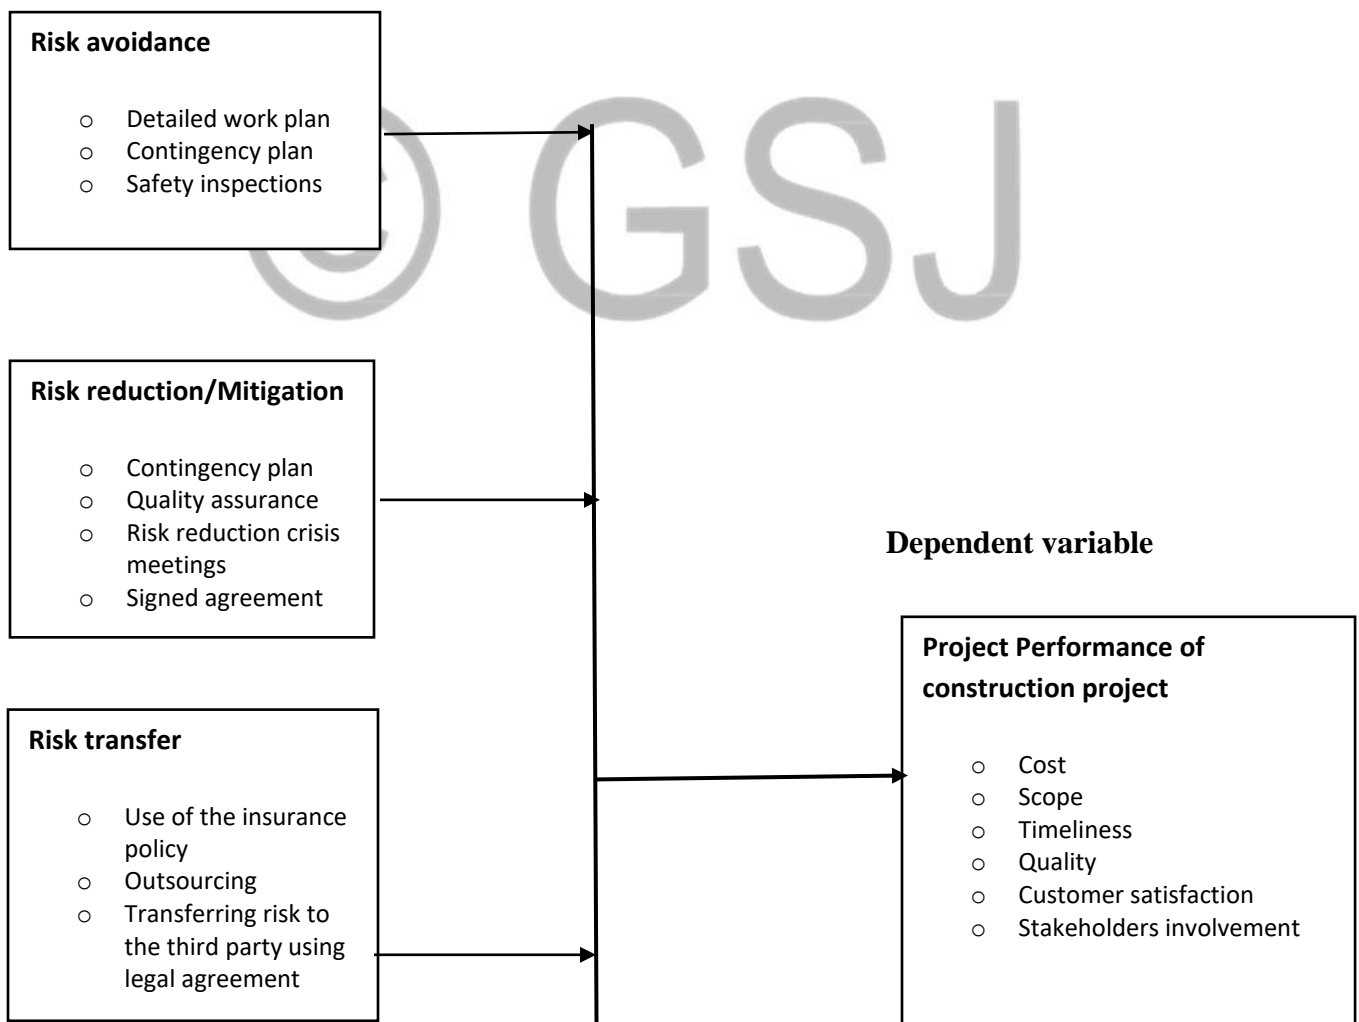 Risk avoidance
o Detailed work plan
o Contingency plan
o Safety inspections
© GSJ
Risk reduction/Mitigation
o Contingency plan
o Quality assurance
o Risk reduction crisis
meetings
o Signed agreement
Risk transfer
o Use of the insurance
policy
o Outsourcing
o Transferring risk to
the third party using
legal agreement
Dependent variable
Project Performance of
construction project
o Cost
o Scope
o Timeliness
o Quality
o Customer satisfaction
o Stakeholders involvement